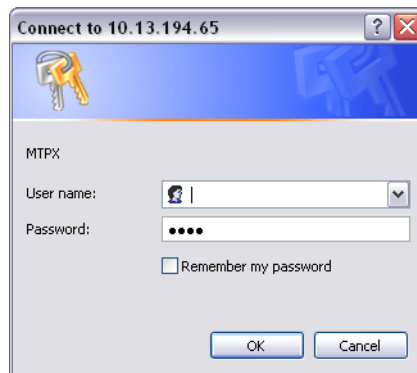 Connect to 10.13.194.65
MTPX
User name:
Password:
Remember my password
OK Cancel